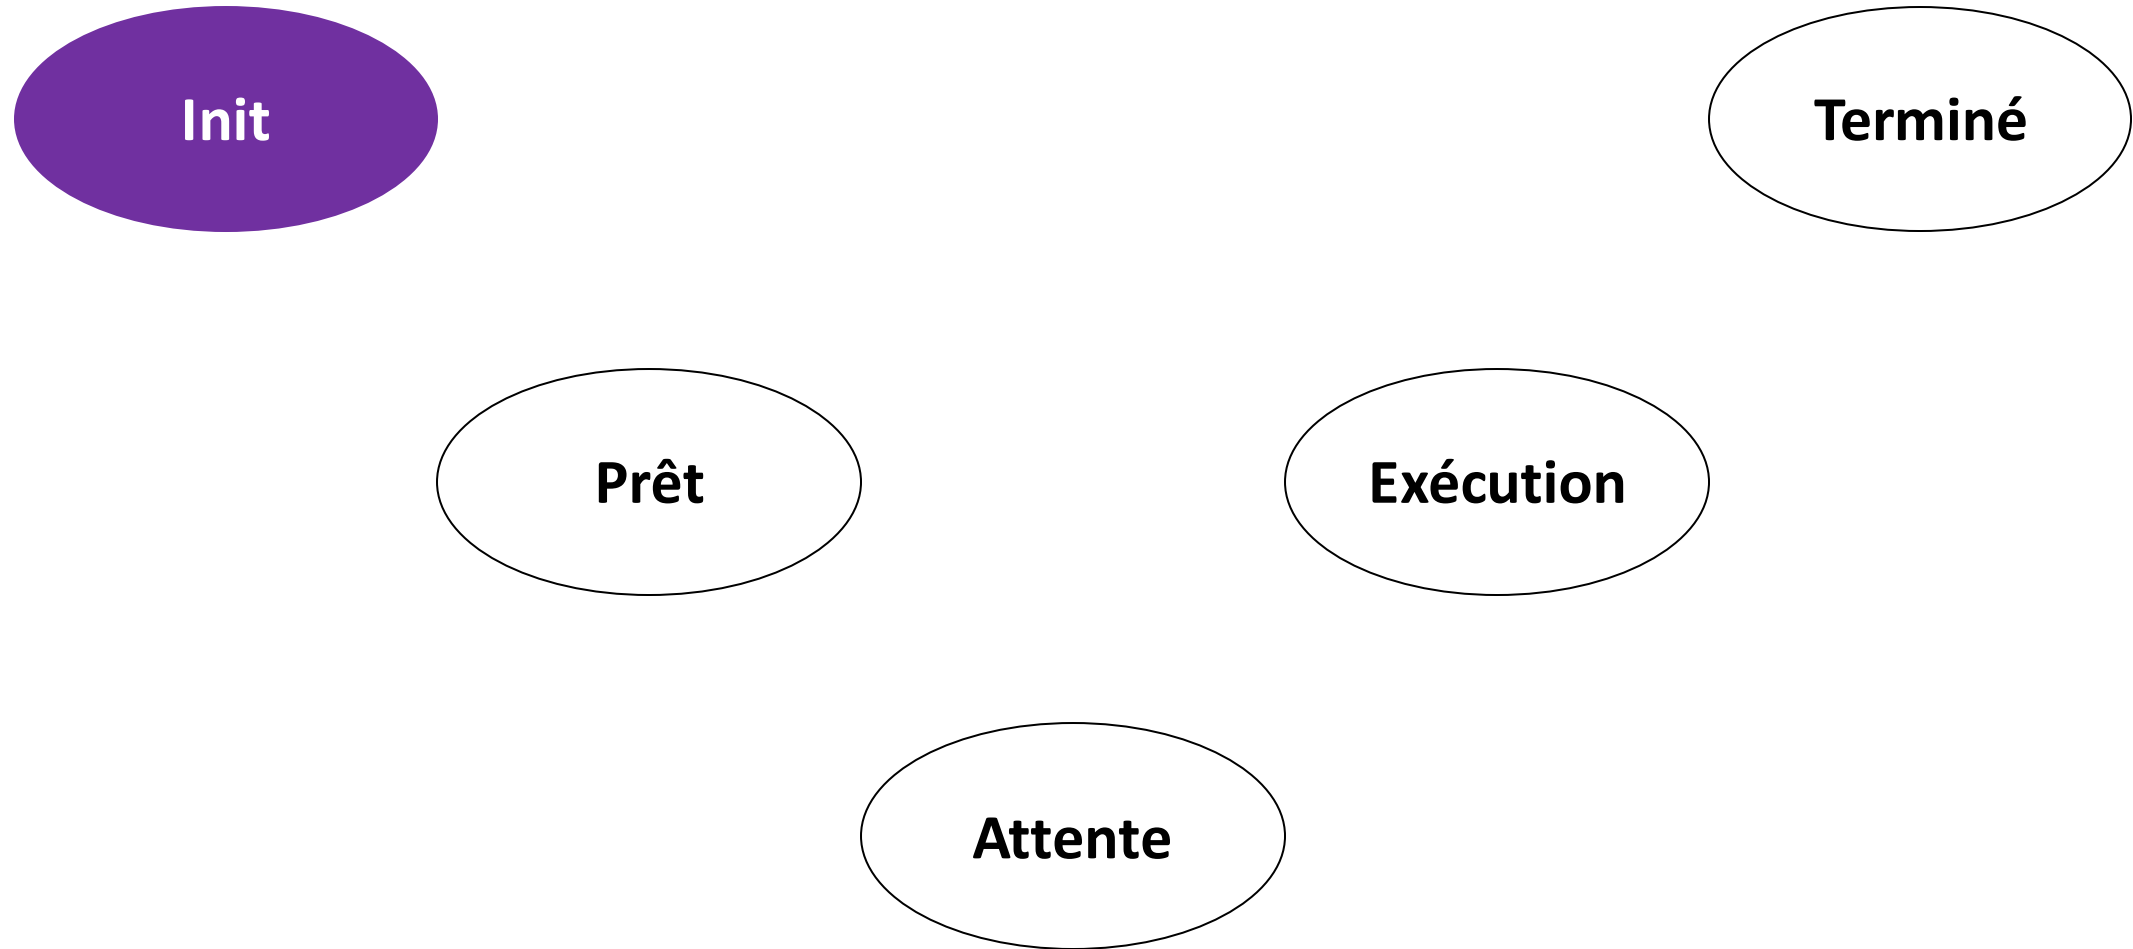 Init
Terminé
Prêt
Exécution
Attente